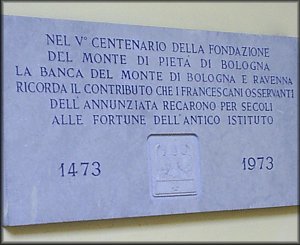 NEL V° CENTENARIO DELLA FONDAZIONE
DEL MONTE DI PIETÀ DI BOLOGNA
LA BANCA DEL MONTE DI BOLOGNA E RAVENNA
RICORDA IL CONTRIBUTO CHE I FRANCESCANI OSSERVANTI
DELL'ANNUNZIATA RECARONO PER SECOLI
ALLE FORTUNE DELL'ANTICO ISTITUTO
1473 1973